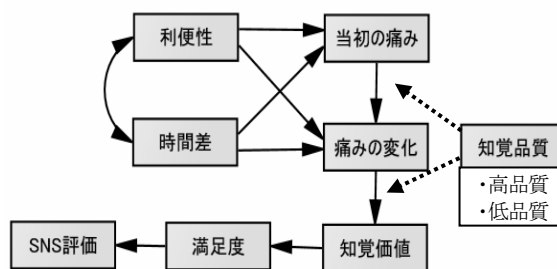 利便性
当初の痛み
時間差
痛みの変化
知覚品質
・高品質
・低品質
SNS評価
満足度
知覚価値